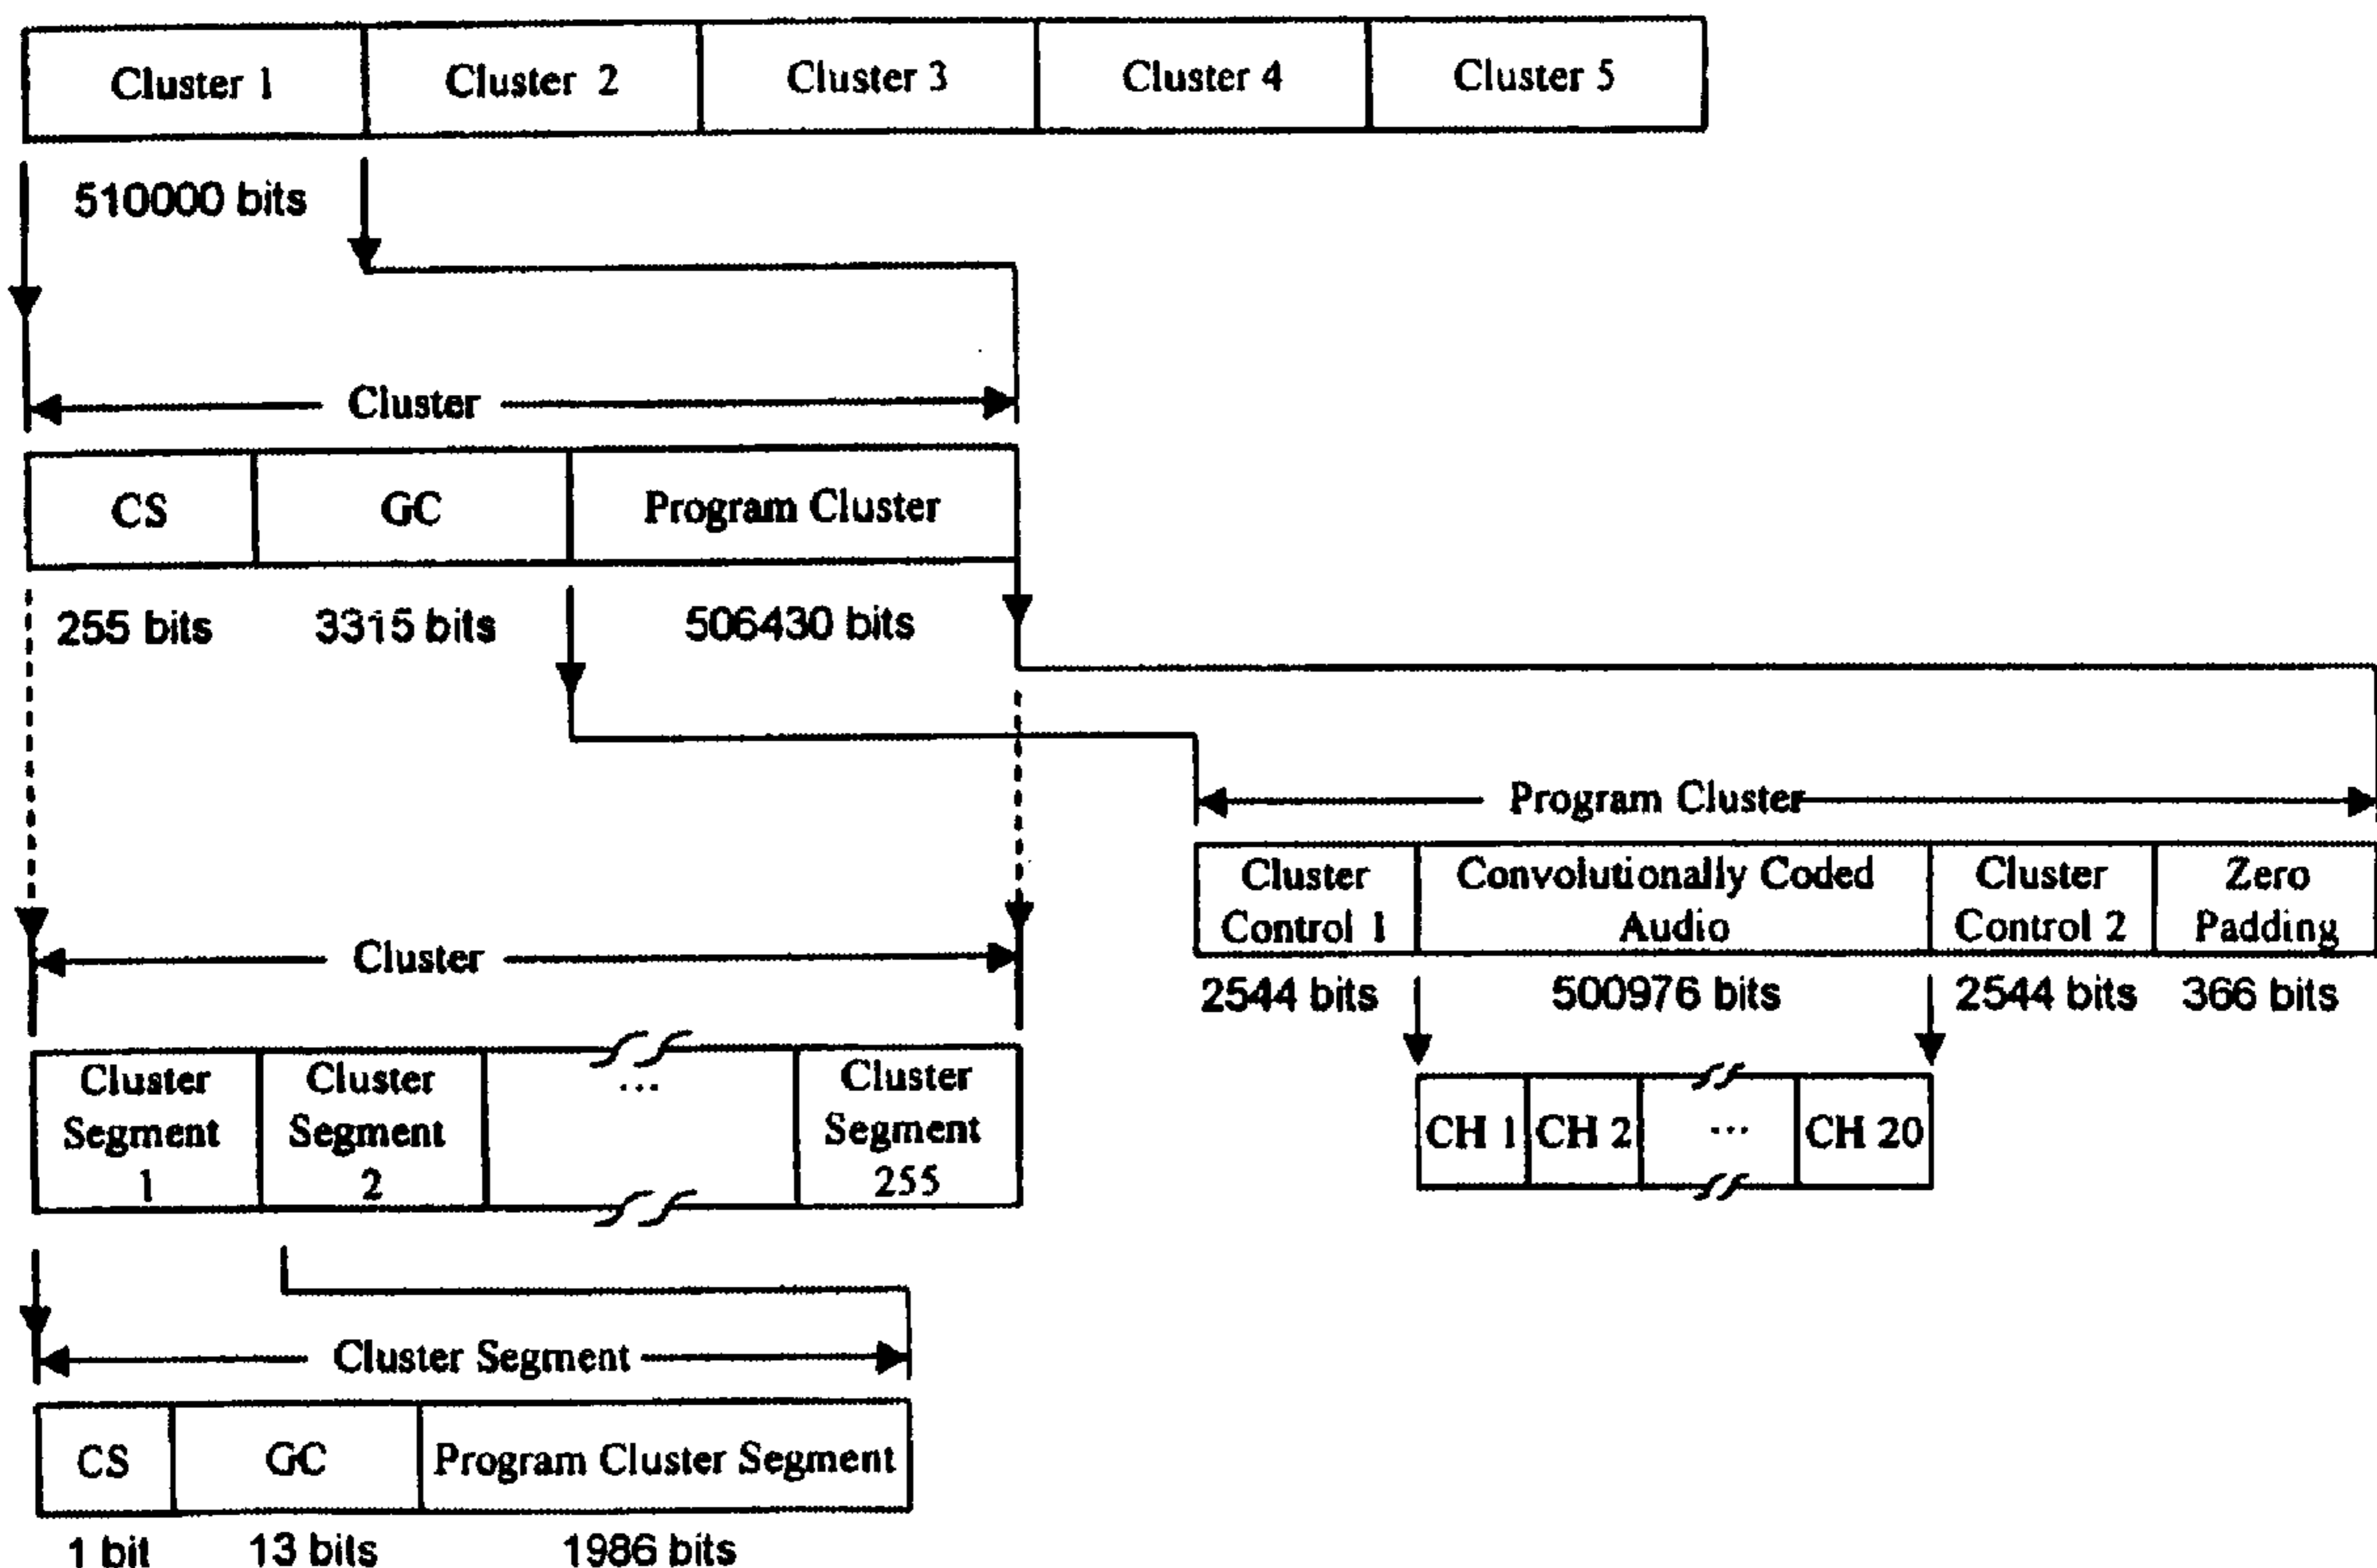 Cluster 1
Cluster 2
Cluster 3
Cluster 4
Cluster 5
510000 bits
Cluster
CS
GC
Program Cluster
255 bits
3315 bits
506430 bits
Program Cluster
Cluster
Control 1
Convolutionally Coded
Audio
Cluster
Control 2
Zero
Padding
2544 bits
500976 bits
2544 bits
366 bits
CH 1
CH 2
...
CH 20
Cluster
Cluster
Segment
1
Cluster
Segment
2
...
Cluster
Segment
255
Cluster Segment
CS
GC
Program Cluster Segment
1 bit
13 bits
1986 bits